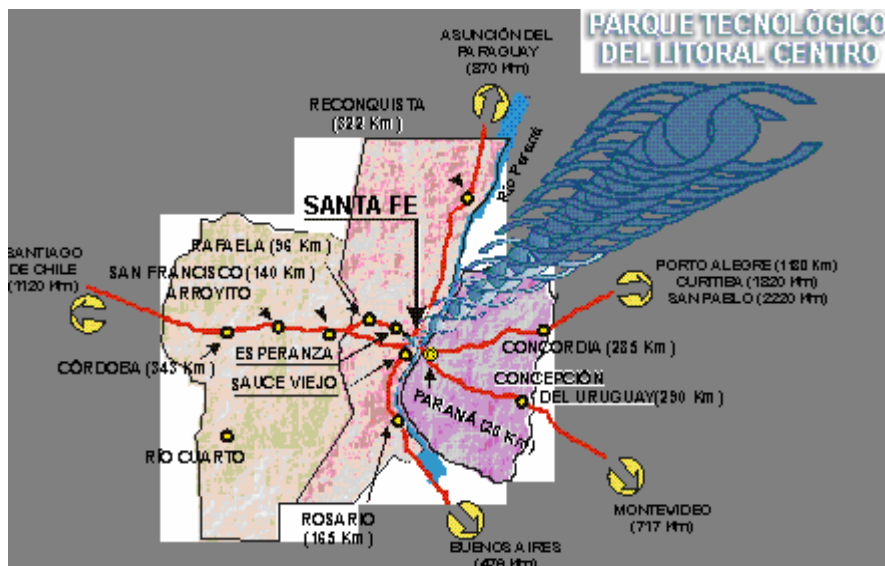 PARQUE TECNOLÓGICO
DEL LITORAL CENTRO
ASUNCIÓN DEL
PARAGUAY
(870 Km)
RECONQUISTA
(322 Km)
Río Paraná
SANTA FE
RAFAELA (96 Km)
SANTIAGO
DE CHILE
(1120 Km)
SAN FRANCISCO (140 Km)
ARROYITO
PORTO ALEGRE (1180 Km)
CURITIBA (1820 Km)
SAN PABLO (2220 Km)
ESPERANZA
CONCORDIA (285 Km)
CÓRDOBA (343 Km)
SAUCE VIEJO
CONCEPCIÓN
DEL URUGUAY (290 Km)
PARANÁ (30 Km)
RÍO CUARTO
ROSARIO
(165 Km)
MONTEVIDEO
(717 Km)
BUENOS AIRES
(478 Km)